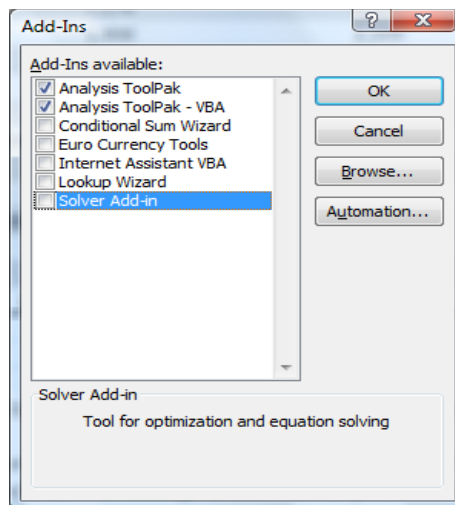 Add-Ins
?
Add-Ins available:
Analysis ToolPak
Analysis ToolPak - VBA
Conditional Sum Wizard
Euro Currency Tools
Internet Assistant VBA
Lookup Wizard
Solver Add-in
OK
Cancel
Browse...
Automation...
Solver Add-in
Tool for optimization and equation solving